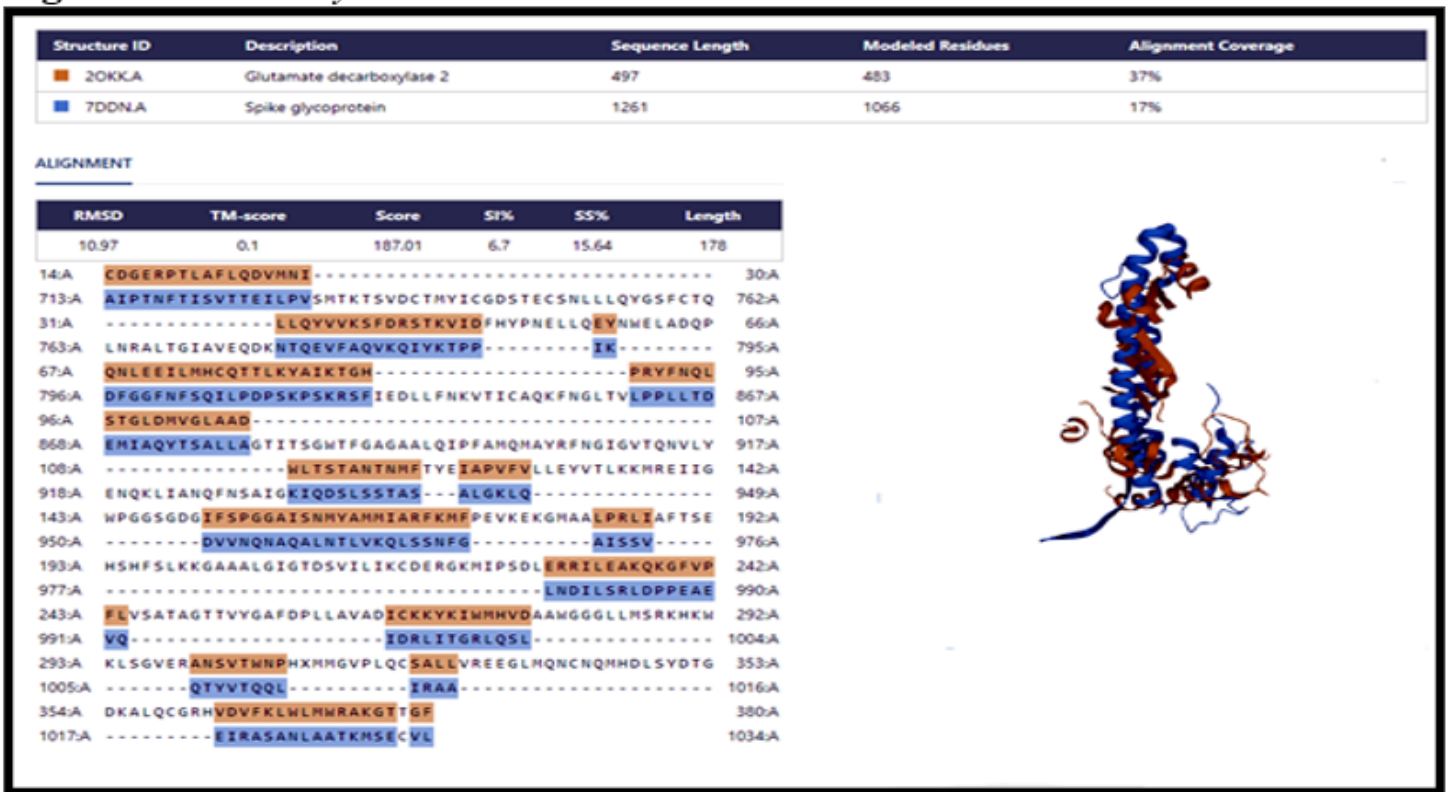 Structure ID Description Sequence Length Modeled Residues Alignment Coverage
2OKK.A Glutamate decarboxylase 2 497 483 37%
7DDN.A Spike glycoprotein 1261 1066 17%
ALIGNMENT
RMSD TM-score Score SI% SS% Length
10.97 0.1 187.01 6.7 15.64 178
14:A CDGERPTLAFLQDVMNI--------------------------------- 30:A
713:A AIPTNFTISVTTEILPVSMTKTSVDCTMYICGDSTECSNLLLQYGSFCTQ 762:A
31:A --------------LLQYVVKSFDRSTKVIDFHYPNELLQEYNWELADQP 66:A
763:A LNRALTGIAVEQDKNTQEVFAQVKQIYKTPP---------IK-------- 795:A
67:A QNLEEILMHCQTTLKYAIKTGH---------------------PRYFNQL 95:A
796:A DFGGFNFSQILPDPSKPSKRSFIEDLLFNKVTICAQKFNGLTVLPPLLTD 867:A
96:A STGLDMVGLAAD-------------------------------------- 107:A
868:A EMIAQYTSALLAGTITSGWTFGAGAALQIPFAMQMAYRFNGIGVTQNVLY 917:A
108:A ---------------WLTSTANTNMFTYEIAPVFVLLEYVTLKKMREIIG 142:A
918:A ENQKLIANQFNSAIGKIQDSLSSTAS---ALGKLQ--------------- 949:A
143:A WPGGSGDGIFSPGGAISNMYAMMIARFKMFPEVKEKGMAALPRLIAFTSE 192:A
950:A --------DVVNQNAQALNTLVKQLSSNFG----------AISSV----- 976:A
193:A HSHFSLKKGAAALGIGTDSVILIKCDERGKMIPSDLERRILEAKQKGFVP 242:A
977:A ------------------------------------LNDILSRLDPPEAE 990:A
243:A FLVSATAGTTVYGAFDPLLAVADICKKYKIWMHVDAAWGGGLLMSRKHKW 292:A
991:A VQ---------------------IDRLITGRLQSL--------------- 1004:A
293:A KLSGVERANSVTWNPHXMMGVPLQCSALLVREEGLMQNCNQMHDLSYDTG 353:A
1005:A -------QTYVTQQL----------IRAA--------------------- 1016:A
354:A DKALQCGRHVDVFKLWLMWRAKGTTGF 380:A
1017:A ---------EIRASANLAATKMSECVL 1034:A